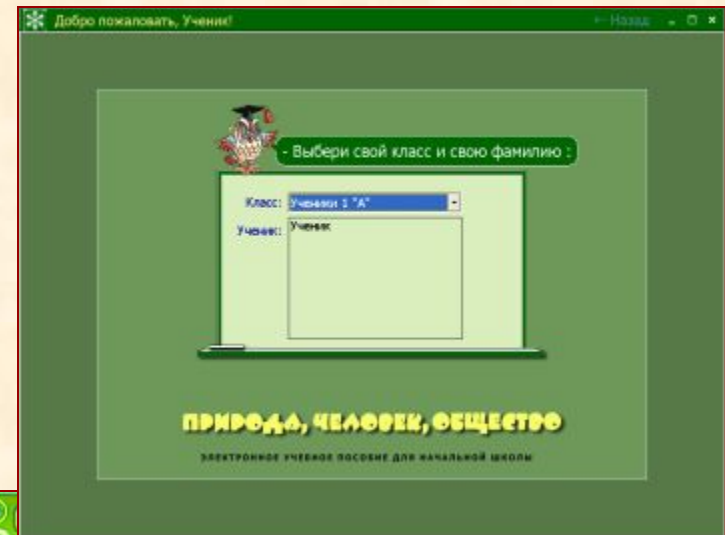 Добро пожаловать, Ученик!
← Назад
- Выбери свой класс и свою фамилию :
Класс: Ученики 1 "А"
Ученик: Ученик
ПРИРОДА, ЧЕЛОВЕК, ОБЩЕСТВО
ЭЛЕКТРОННОЕ УЧЕБНОЕ ПОСОБИЕ ДЛЯ НАЧАЛЬНОЙ ШКОЛЫ